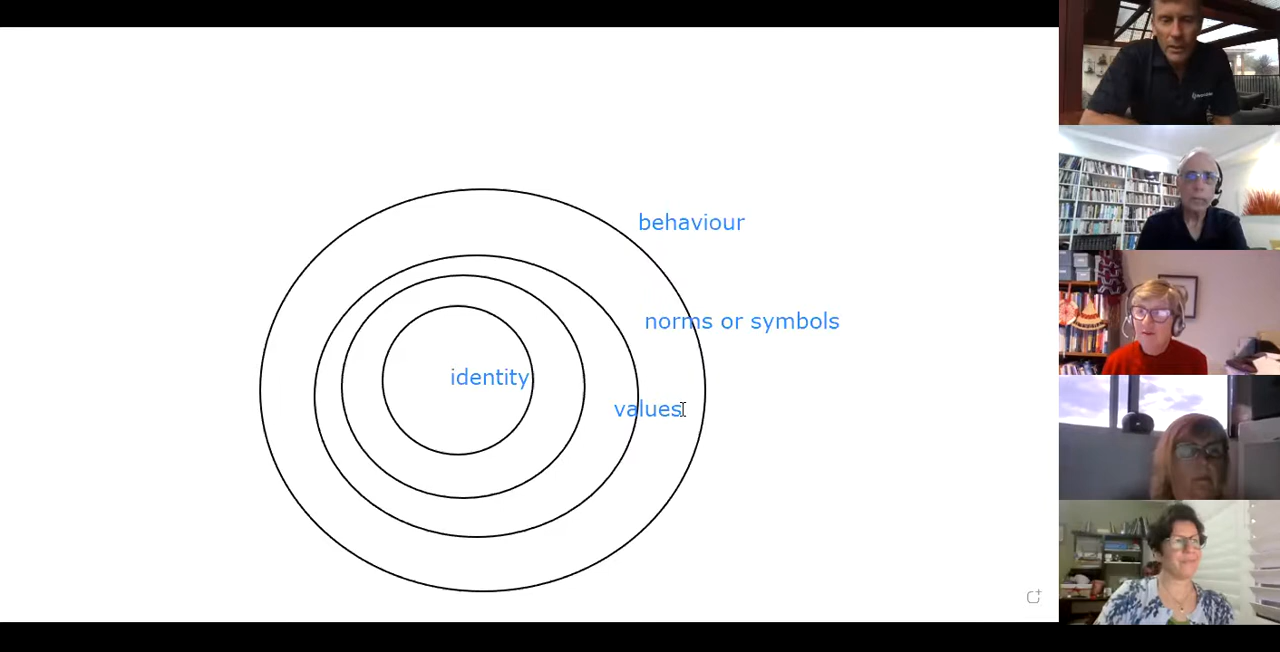 behaviour
norms or symbols
identity
values